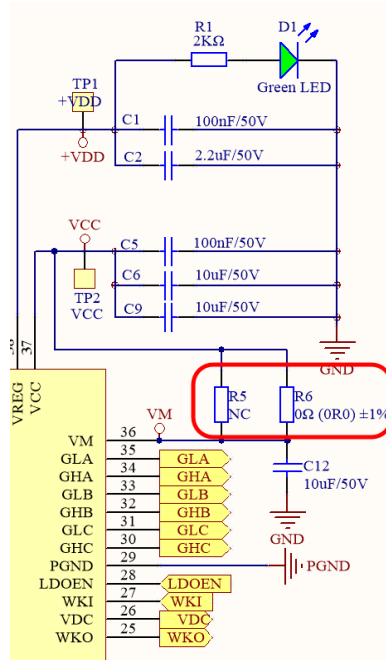 R1
2KΩ
D1
Green LED
TP1
+VDD
+VDD
C1
100nF/50V
C2
2.2uF/50V
VCC
C5
100nF/50V
C6
10uF/50V
C9
10uF/50V
TP2
VCC
GND
37
VREG
VCC
R5
NC
R6
0Ω (0R0) ±1%
VM
C12
10uF/50V
GND
VM 36
GLA 35 GLA
GHA 34 GHA
GLB 33 GLB
GHB 32 GHB
GLC 31 GLC
GHC 30 GHC
PGND 29 PGND
LDOEN 28 LDOEN
WKI 27 WKI
VDC 26 VDC
WKO 25 WKO